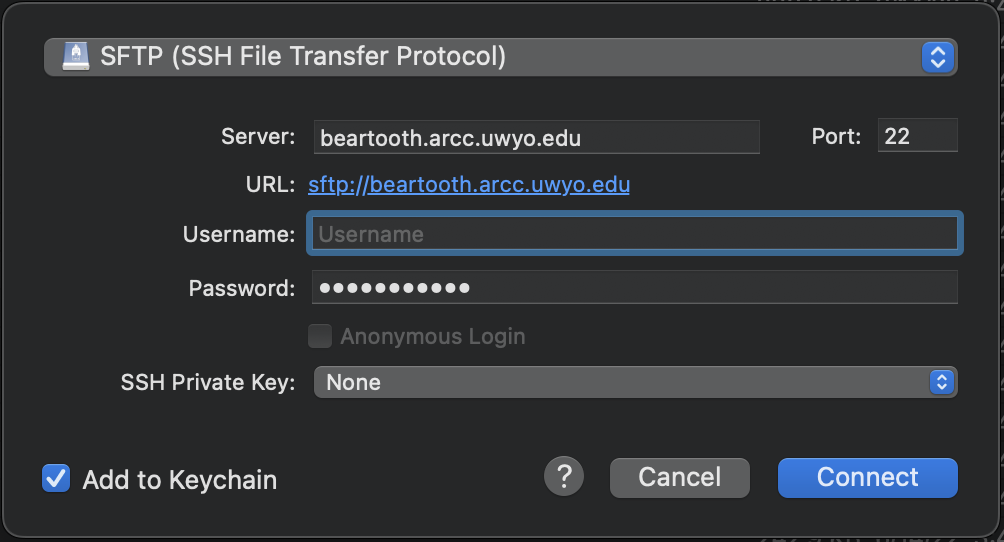 SFTP (SSH File Transfer Protocol)
Server: beartooth.arcc.uwyo.edu Port: 22
URL: sftp://beartooth.arcc.uwyo.edu
Username: Username
Password: •••••••••••
Anonymous Login
SSH Private Key: None
Add to Keychain ? Cancel Connect